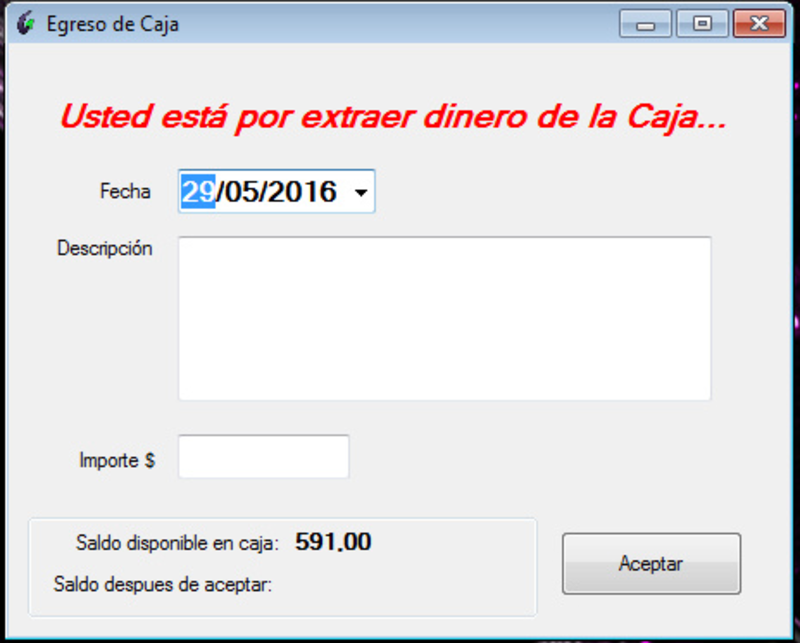 Egreso de Caja
Usted está por extraer dinero de la Caja...
Fecha 29/05/2016
Descripción
Importe $
Saldo disponible en caja: 591.00
Saldo despues de aceptar:
Aceptar